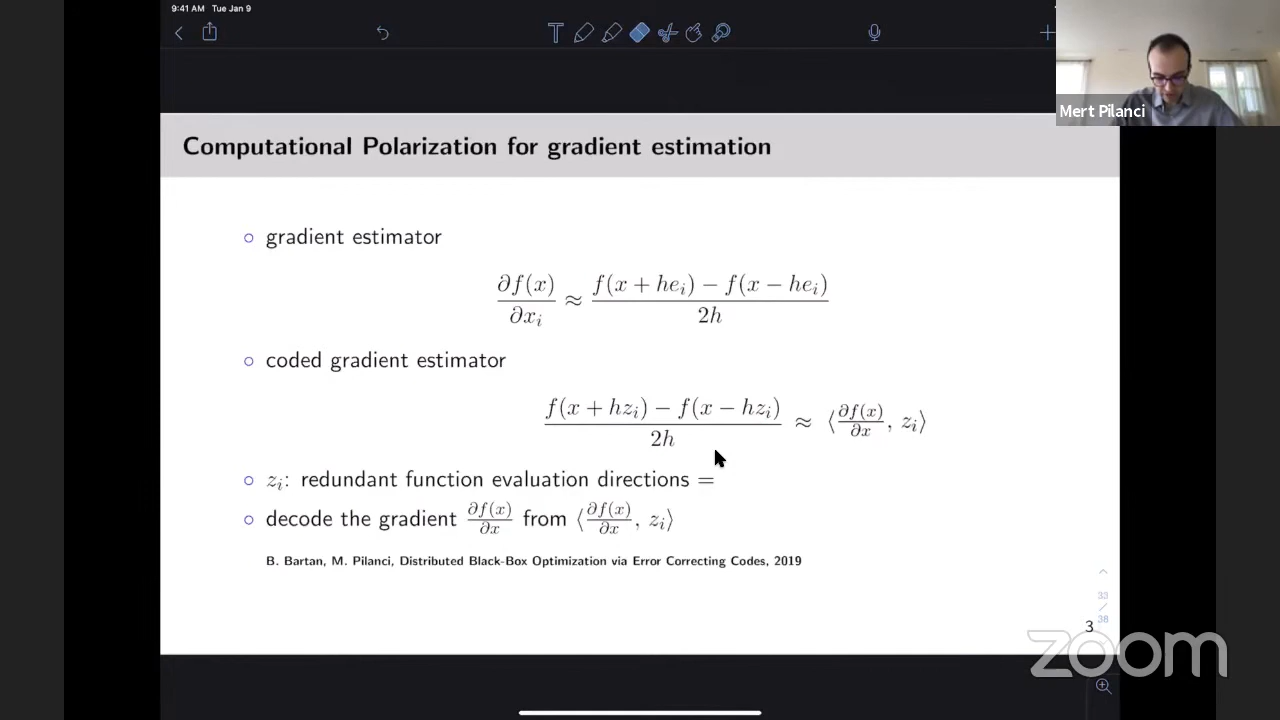 9:41 AM Tue Jan 9
Mert Pilanci
Computational Polarization for gradient estimation
gradient estimator
∂f(x)/∂x_i ≈ (f(x + he_i) − f(x − he_i))/2h
coded gradient estimator
(f(x + hz_i) − f(x − hz_i))/2h ≈ ⟨∂f(x)/∂x, z_i⟩
z_i: redundant function evaluation directions =
decode the gradient ∂f(x)/∂x from ⟨∂f(x)/∂x, z_i⟩
B. Bartan, M. Pilanci, Distributed Black-Box Optimization via Error Correcting Codes, 2019
33
/
38
3
zoom